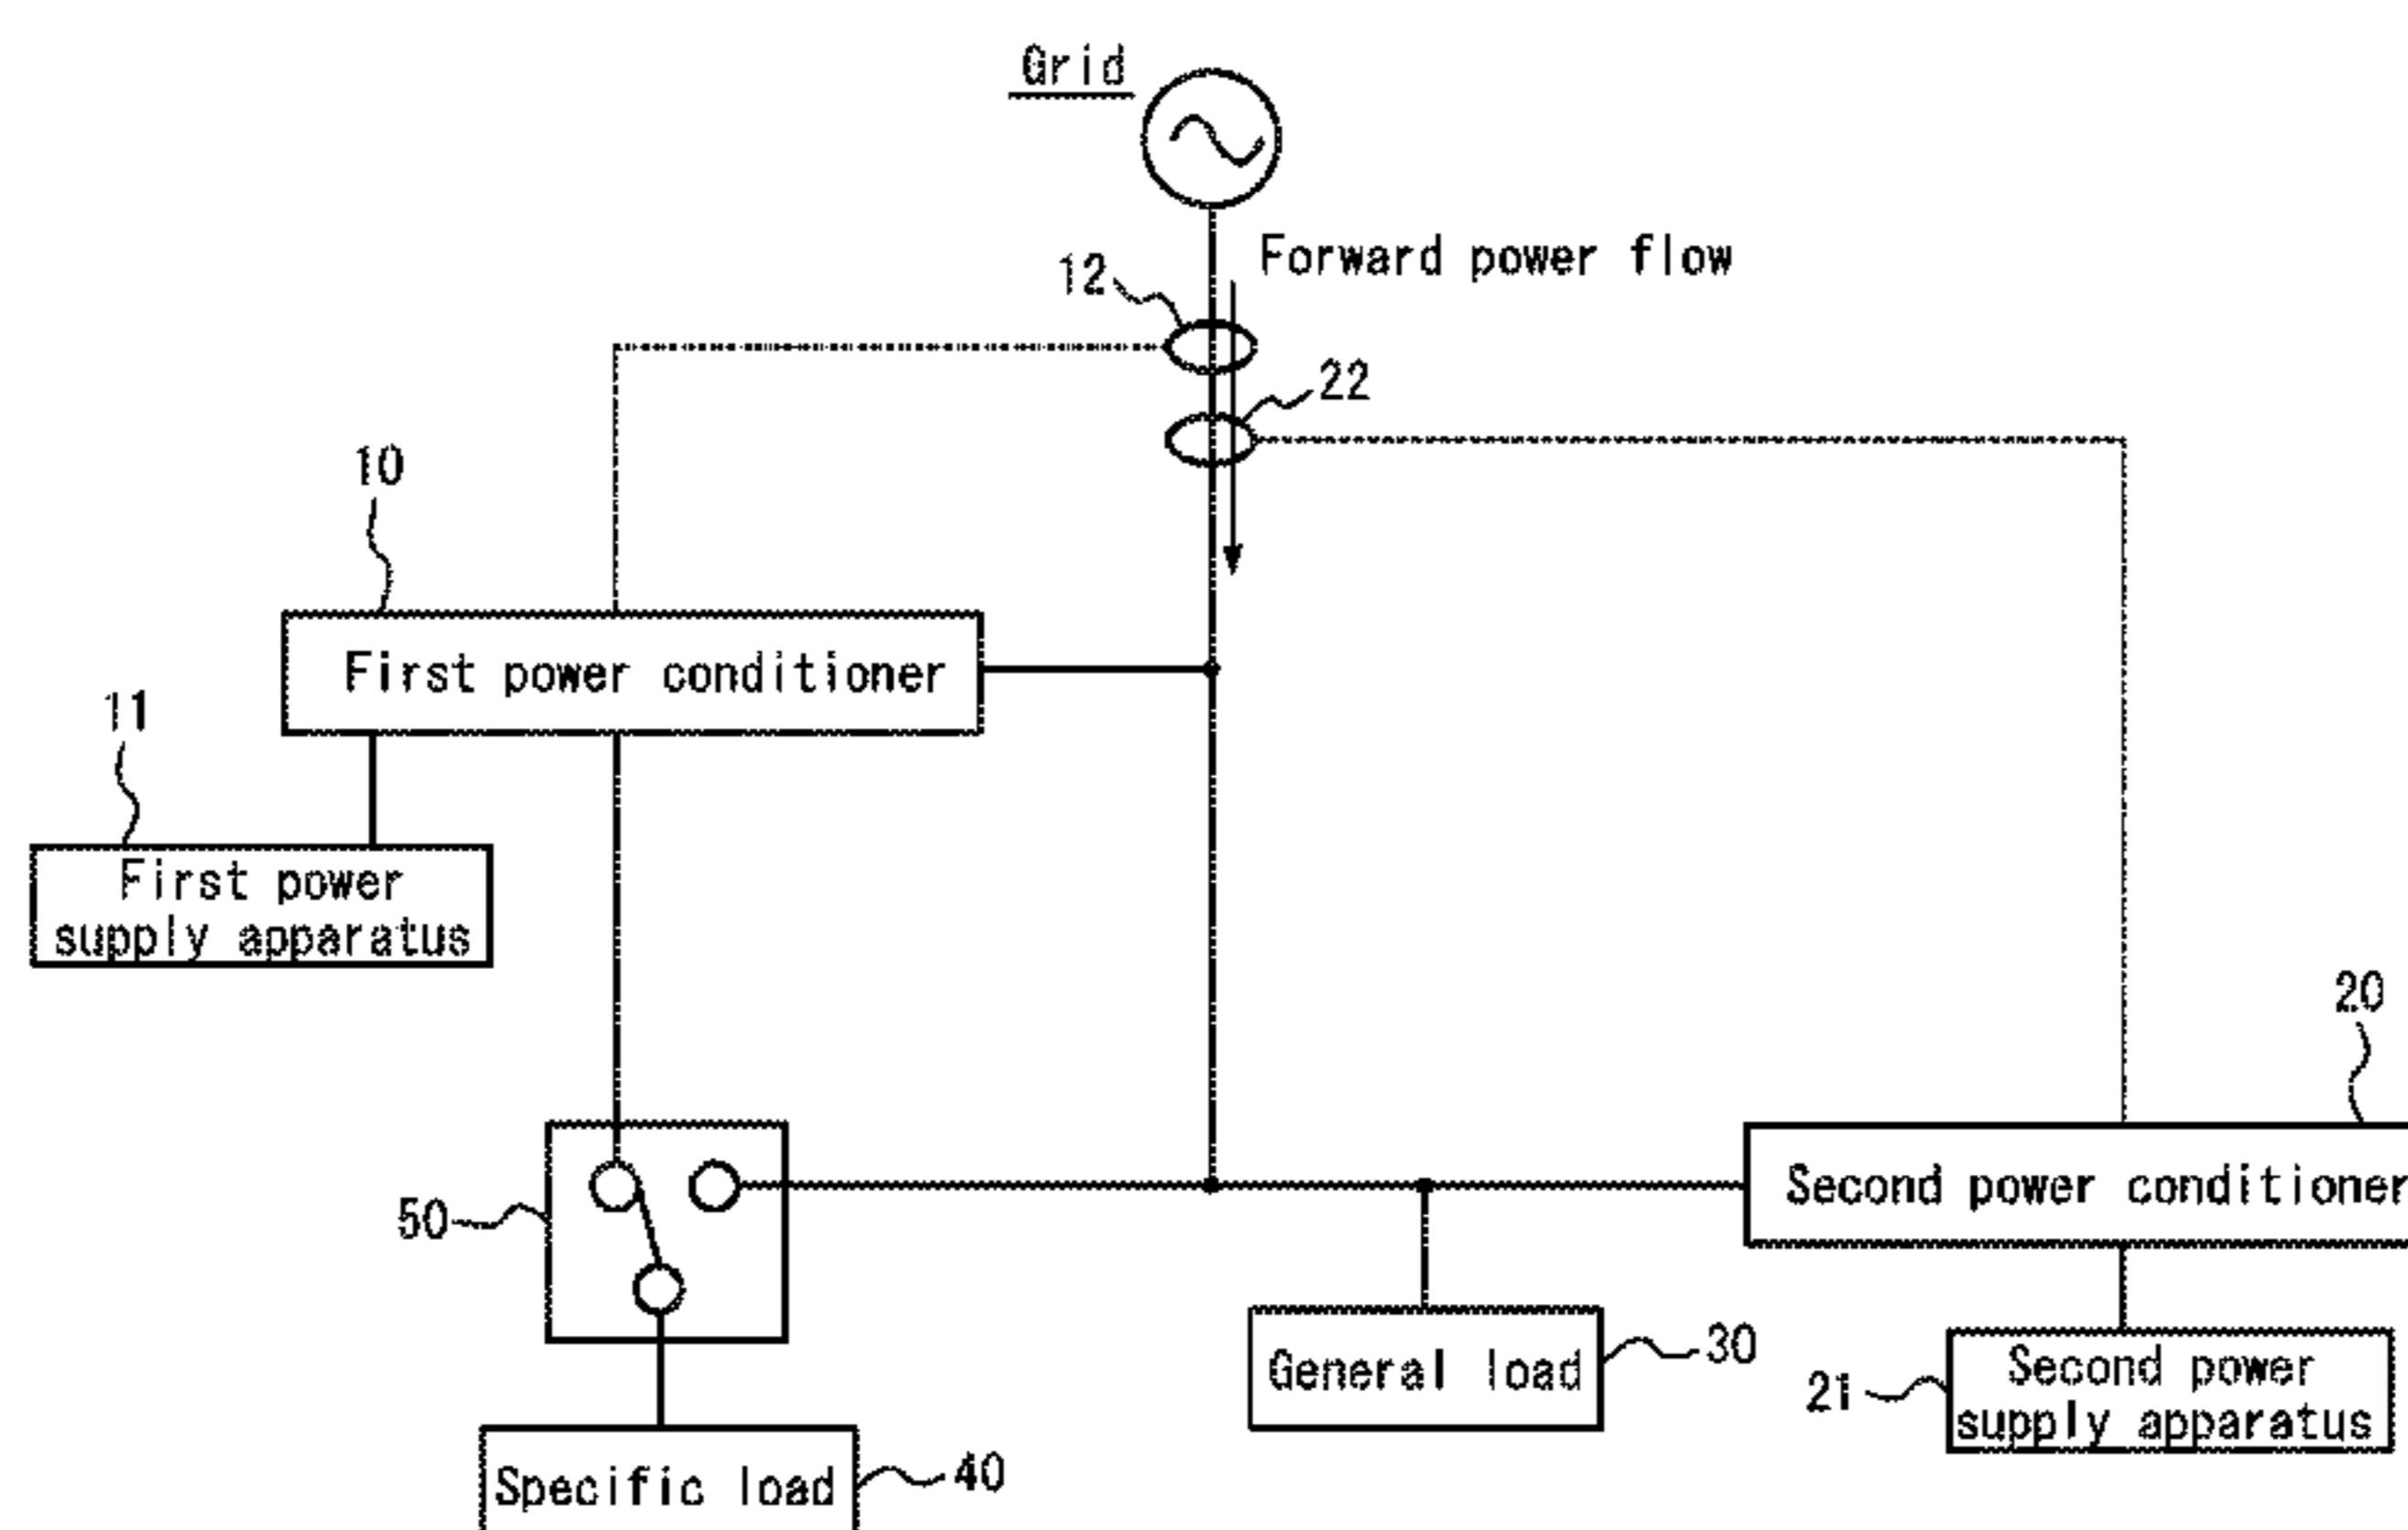 Grid
Forward power flow
12
22
10
First power conditioner
11
First power
supply apparatus
20
Second power conditioner
50
General load
30
21
Second power
supply apparatus
Specific load
40